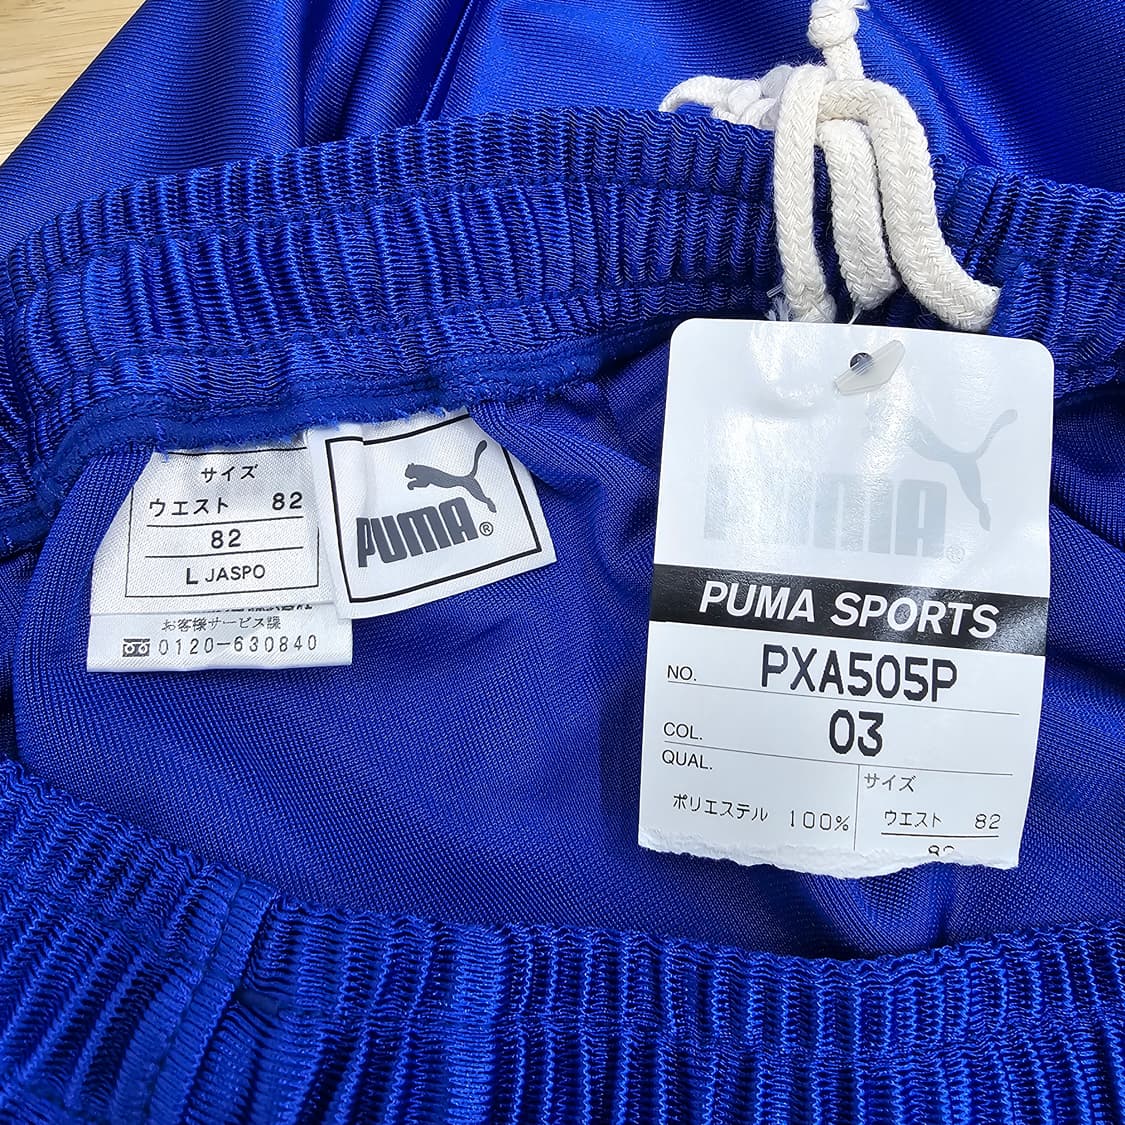 サイズ
ウエスト 82
82
L JASPO
お客様サービス課
0120-630840
PUMA®
PUMA®
PUMA SPORTS
NO. PXA505P
COL. 03
QUAL.
ポリエステル 100%
サイズ
ウエスト 82
82